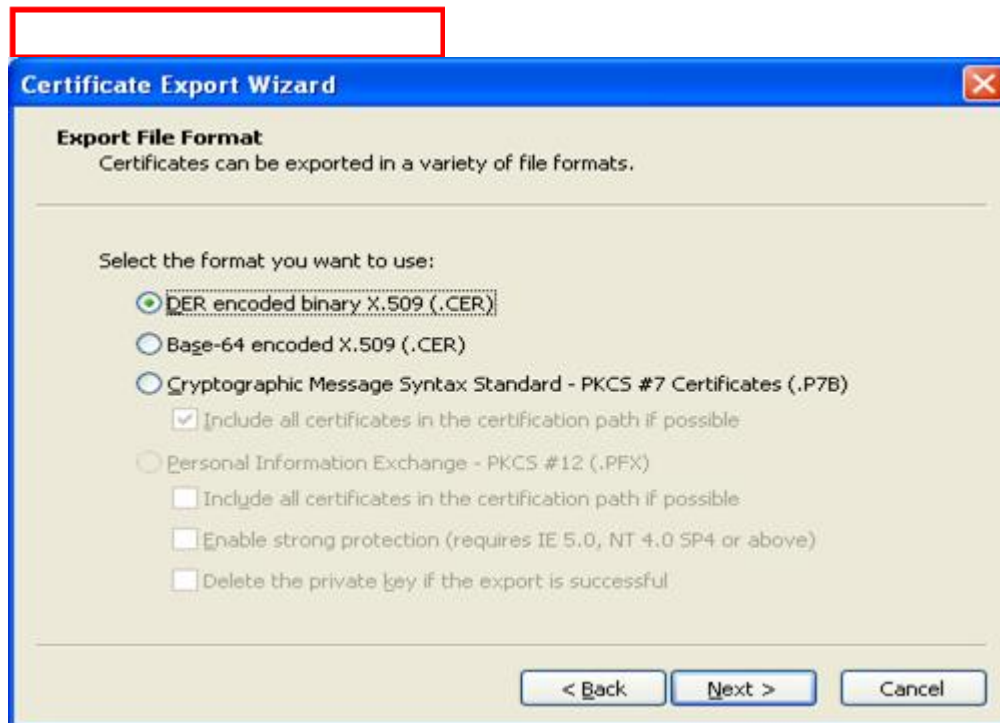 Certificate Export Wizard
Export File Format
Certificates can be exported in a variety of file formats.
Select the format you want to use:
DER encoded binary X.509 (.CER)
Base-64 encoded X.509 (.CER)
Cryptographic Message Syntax Standard - PKCS #7 Certificates (.P7B)
Include all certificates in the certification path if possible
Personal Information Exchange - PKCS #12 (.PFX)
Include all certificates in the certification path if possible
Enable strong protection (requires IE 5.0, NT 4.0 SP4 or above)
Delete the private key if the export is successful
< Back Next > Cancel